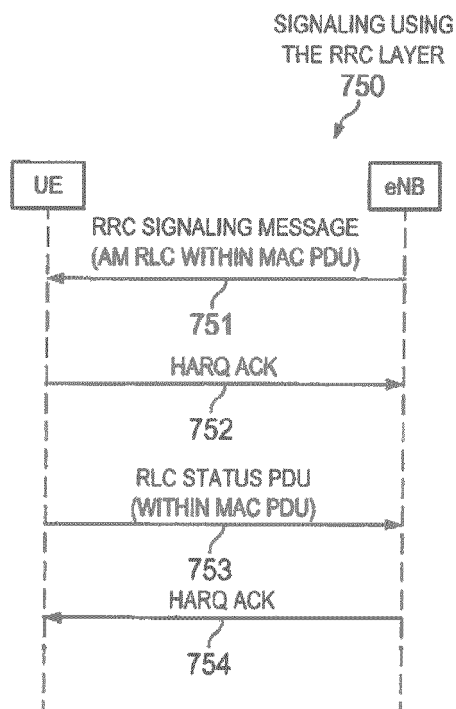 SIGNALING USING
THE RRC LAYER
750
UE
eNB
RRC SIGNALING MESSAGE
(AM RLC WITHIN MAC PDU)
751
HARQ ACK
752
RLC STATUS PDU
(WITHIN MAC PDU)
753
HARQ ACK
754